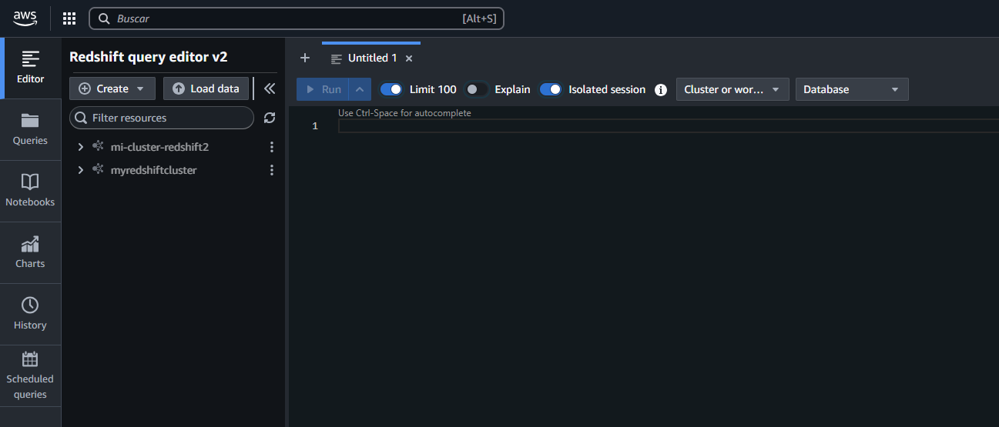 aws
Buscar [Alt+S]
Editor
Queries
Notebooks
Charts
History
Scheduled
queries
Redshift query editor v2
Create Load data
Filter resources
mi-cluster-redshift2
myredshiftcluster
Untitled 1
Run Limit 100 Explain Isolated session Cluster or wor... Database
Use Ctrl-Space for autocomplete
1